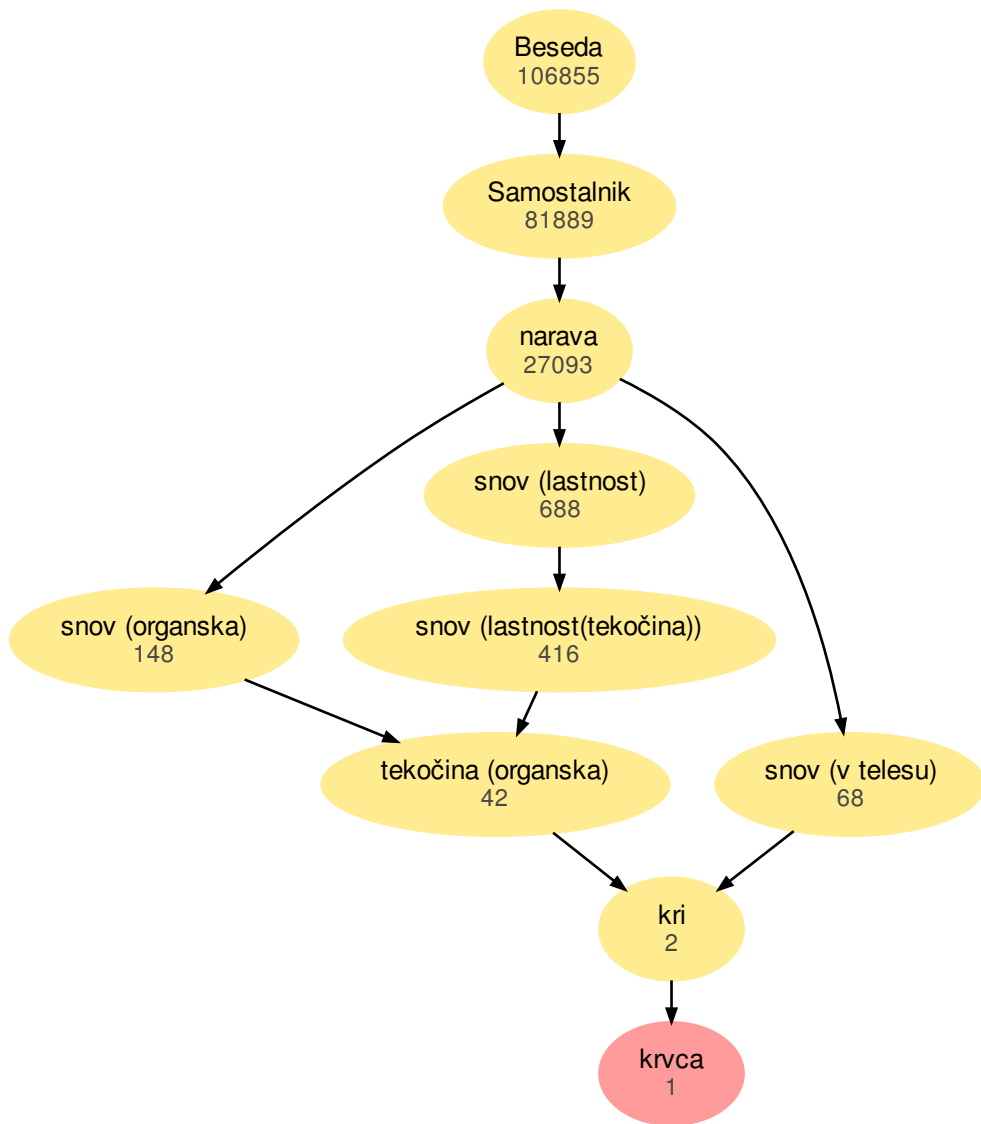 Beseda
106855
Samostalnik
81889
narava
27093
snov (lastnost)
688
snov (organska)
148
snov (lastnost(tekočina))
416
tekočina (organska)
42
snov (v telesu)
68
kri
2
krvca
1